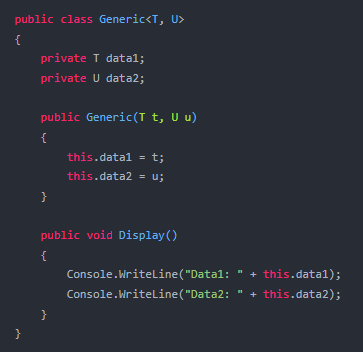 public class Generic<T, U>
{
    private T data1;
    private U data2;

    public Generic(T t, U u)
    {
        this.data1 = t;
        this.data2 = u;
    }

    public void Display()
    {
        Console.WriteLine("Data1: " + this.data1);
        Console.WriteLine("Data2: " + this.data2);
    }
}